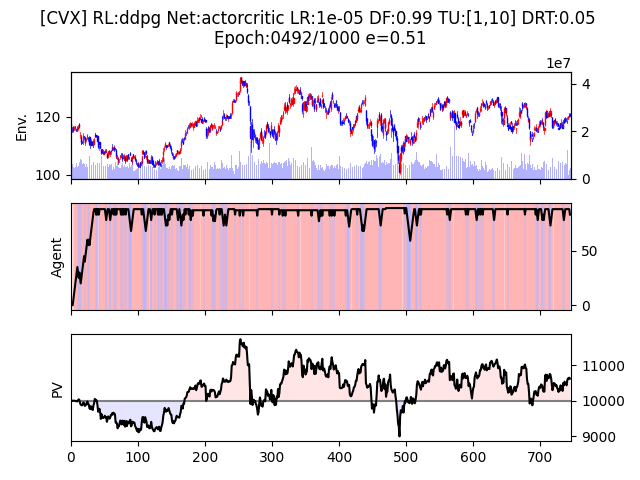 [CVX] RL:ddpg Net:actorcritic LR:1e-05 DF:0.99 TU:[1,10] DRT:0.05
Epoch:0492/1000 e=0.51
1e7
Env.
120
100
4
2
0
Agent
50
0
PV
11000
10000
9000
0 100 200 300 400 500 600 700